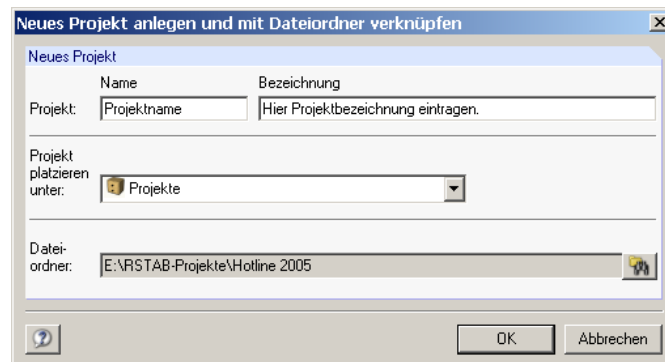 Neues Projekt anlegen und mit Dateiordner verknüpfen
Neues Projekt
Name Bezeichnung
Projekt: Projektname Hier Projektbezeichnung eintragen.
Projekt
platzieren
unter: Projekte
Datei-
ordner: E:\RSTAB-Projekte\Hotline 2005
OK Abbrechen